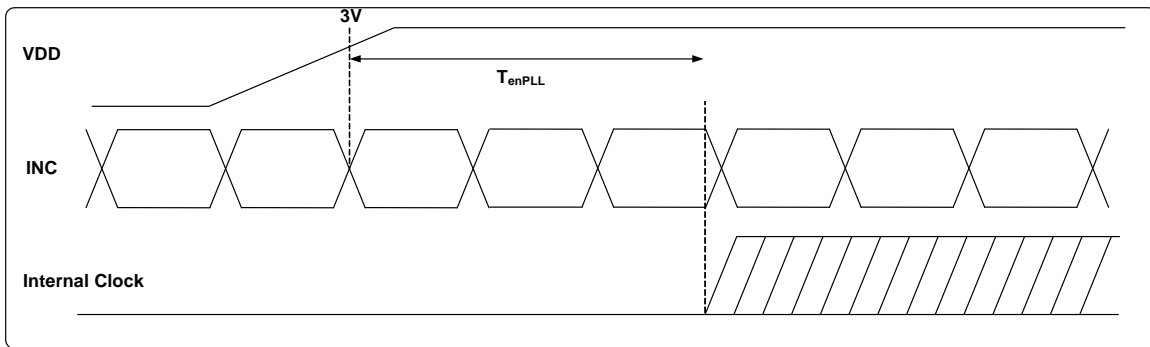 3V
VDD
TenPLL
INC
Internal Clock